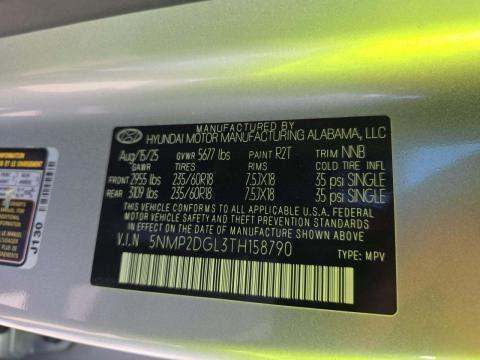 MANUFACTURED BY
HYUNDAI MOTOR MANUFACTURING ALABAMA, LLC
Aug/15/25 GVWR 5677 lbs PAINT R2T TRIM NNB
GAWR TIRES RIMS COLD INFL
FRONT 2955 lbs 235/60R18 7.5JX18 35 psi SINGLE
REAR 3109 lbs 235/60R18 7.5JX18 35 psi SINGLE
THIS VEHICLE CONFORMS TO ALL APPLICABLE U.S.A. FEDERAL
MOTOR VEHICLE SAFETY AND THEFT PREVENTION STANDARDS
IN EFFECT ON THE DATE OF MANUFACTURE SHOWN ABOVE.
V.I.N 5NMP2DGL3TH158790
TYPE: MPV
J130